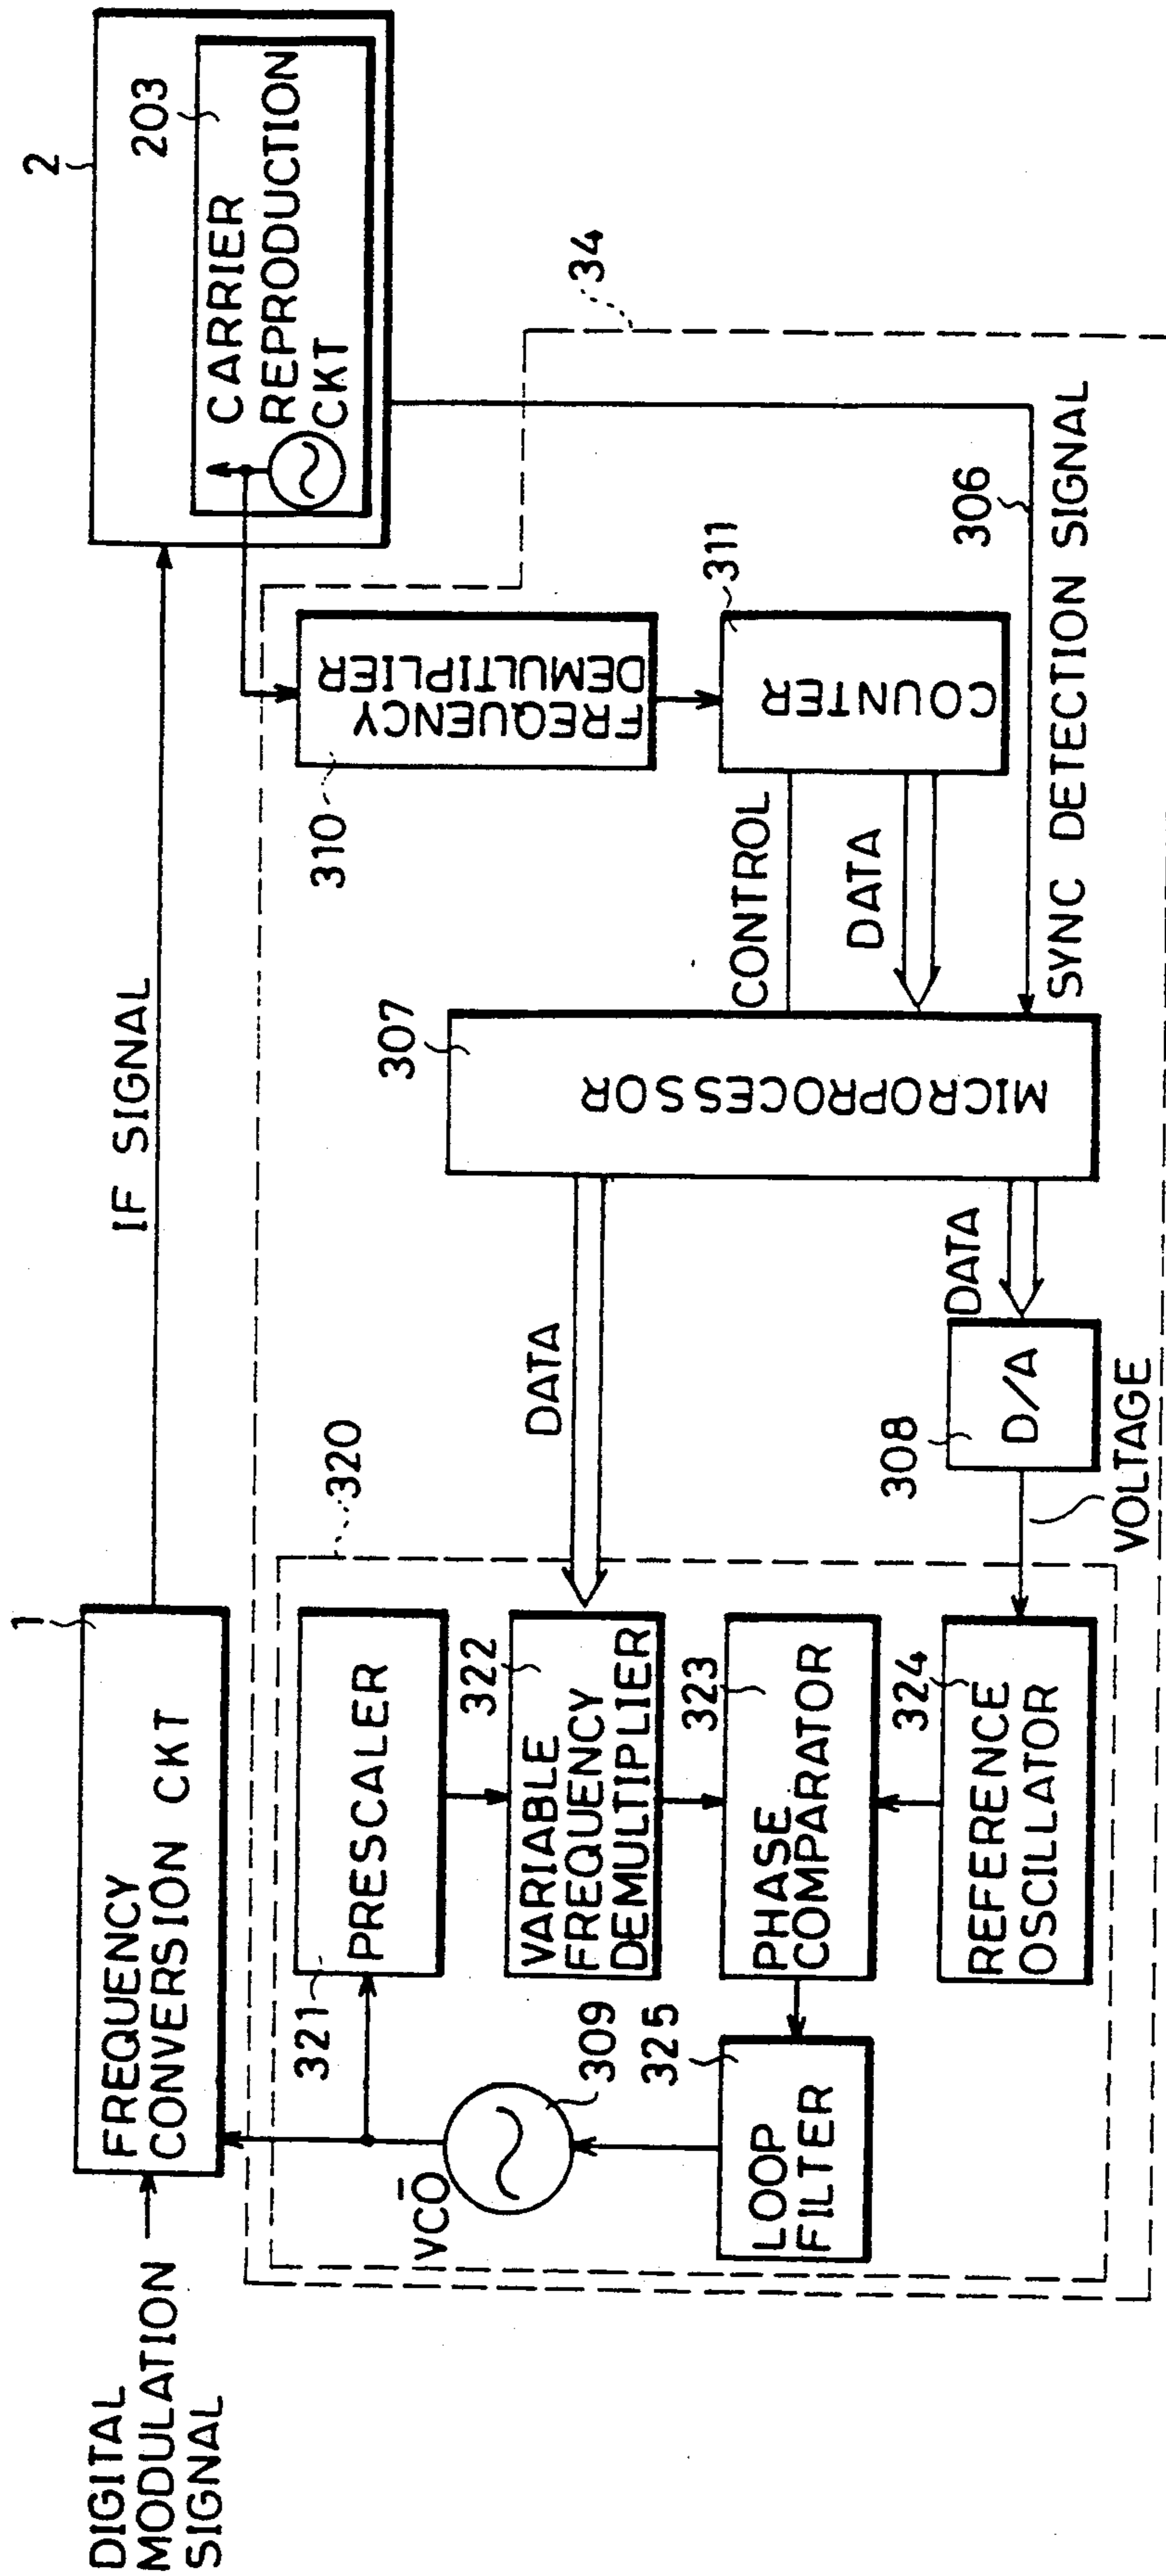 DIGITAL
MODULATION
SIGNAL
1
FREQUENCY
CONVERSION CKT
IF SIGNAL
2
203
CARRIER
REPRODUCTION
CKT
34
320
321
PRESCALER
322
VARIABLE
FREQUENCY
DEMULTIPLIER
323
PHASE
COMPARATOR
324
REFERENCE
OSCILLATOR
325
LOOP
FILTER
309
VCO
DATA
307
MICROPROCESSOR
DATA
308
D/A
VOLTAGE
310
FREQUENCY
DEMULTIPLIER
311
COUNTER
CONTROL
DATA
306
SYNC DETECTION SIGNAL